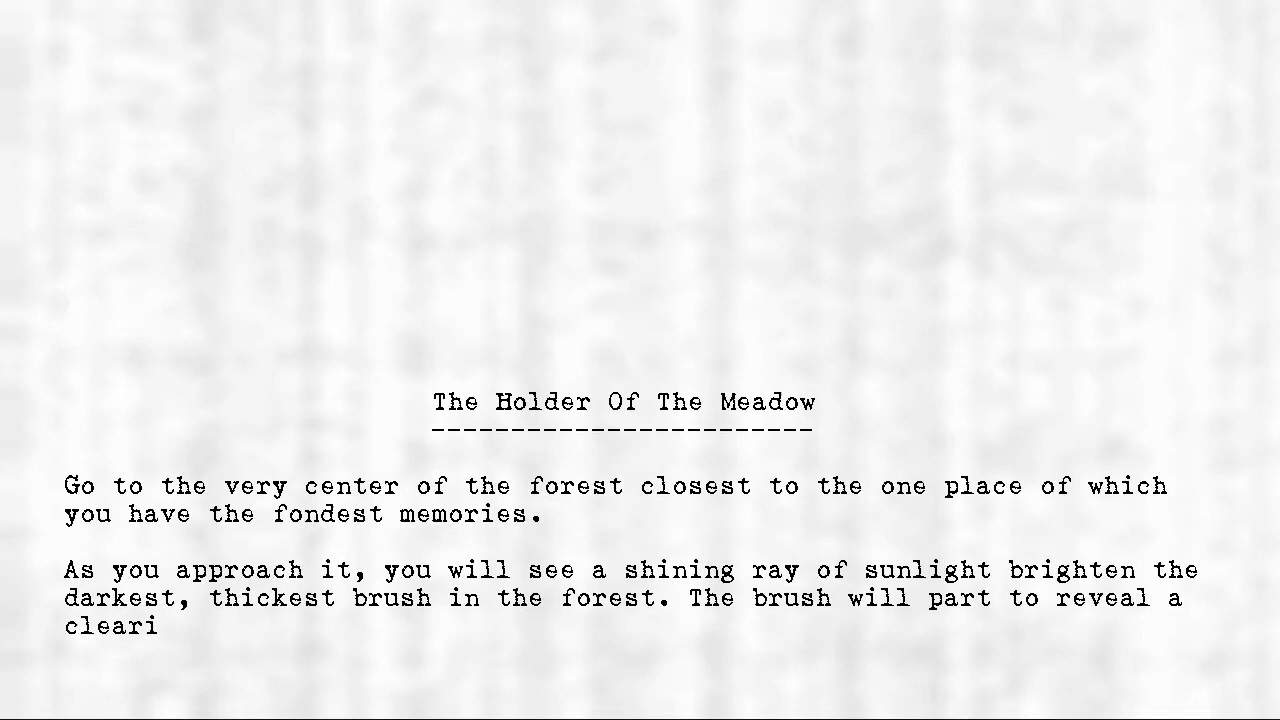 The Holder Of The Meadow
------------------------
Go to the very center of the forest closest to the one place of which
you have the fondest memories.
As you approach it, you will see a shining ray of sunlight brighten the
darkest, thickest brush in the forest. The brush will part to reveal a
cleari